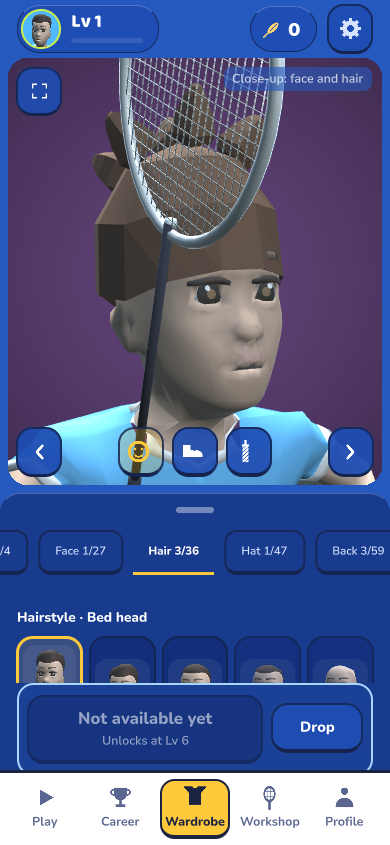 Lv 1
0
Close-up: face and hair
/4
Face 1/27
Hair 3/36
Hat 1/47
Back 3/59
Hairstyle · Bed head
Not available yet
Unlocks at Lv 6
Drop
Play
Career
Wardrobe
Workshop
Profile